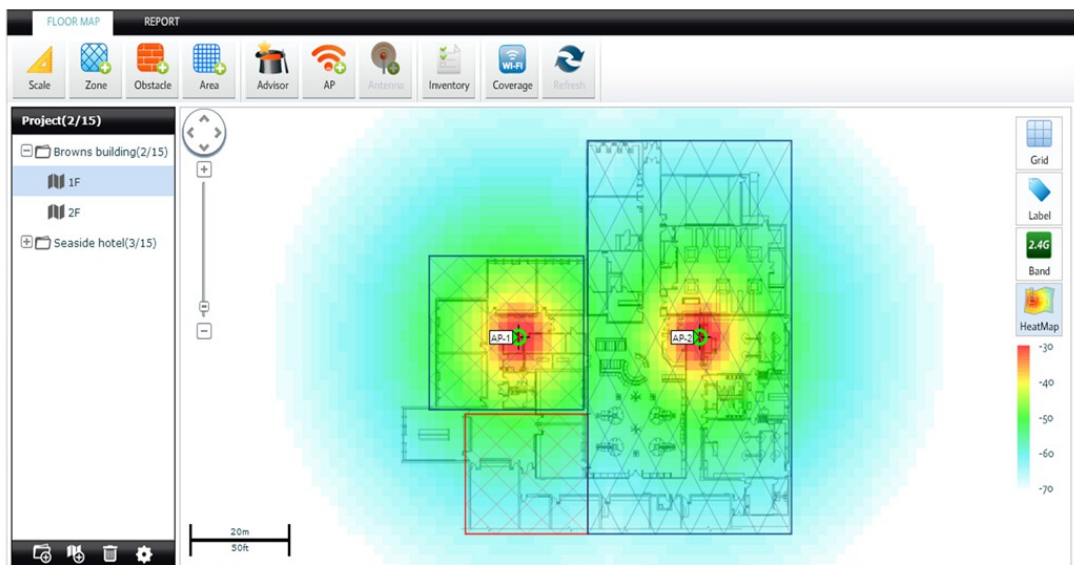 FLOOR MAP REPORT
Scale Zone Obstacle Area Advisor AP Antenna Inventory Coverage Refresh
WI-FI
Project(2/15)
Browns building(2/15)
1F
2F
Seaside hotel(3/15)
AP-1
AP-2
20m
50ft
Grid
Label
2.4G
Band
HeatMap
-30
-40
-50
-60
-70